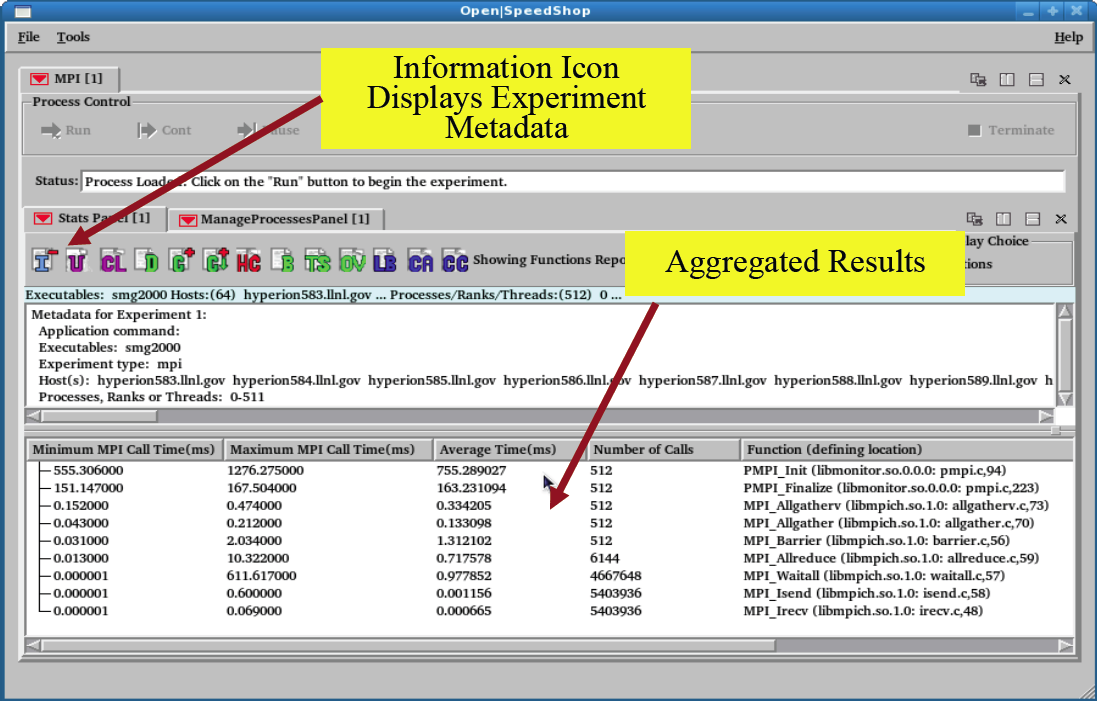 Open|SpeedShop
File Tools Help
MPI [1]
Process Control
Run Cont Terminate
Information Icon
Displays Experiment
Metadata
Status: Process Loaded: Click on the "Run" button to begin the experiment.
Stats Panel [1] ManageProcessesPanel [1]
I U CL D C+ HC B TS OV LB CA CC Showing Functions Repo
Aggregated Results
lay Choice
ions
Executables: smg2000 Hosts:(64) hyperion583.llnl.gov ... Processes/Ranks/Threads:(512) 0 ...
Metadata for Experiment 1:
Application command:
Executables: smg2000
Experiment type: mpi
Host(s): hyperion583.llnl.gov hyperion584.llnl.gov hyperion585.llnl.gov hyperion586.llnl.gov hyperion587.llnl.gov hyperion588.llnl.gov hyperion589.llnl.gov h
Processes, Ranks or Threads: 0-511
Minimum MPI Call Time(ms) Maximum MPI Call Time(ms) Average Time(ms) Number of Calls Function (defining location)
555.306000 1276.275000 755.289027 512 PMPI_Init (libmonitor.so.0.0.0: pmpi.c,94)
151.147000 167.504000 163.231094 512 PMPI_Finalize (libmonitor.so.0.0.0: pmpi.c,223)
0.152000 0.474000 0.334205 512 MPI_Allgatherv (libmpich.so.1.0: allgatherv.c,73)
0.043000 0.212000 0.133098 512 MPI_Allgather (libmpich.so.1.0: allgather.c,70)
0.031000 2.034000 1.312102 512 MPI_Barrier (libmpich.so.1.0: barrier.c,56)
0.013000 10.322000 0.717578 6144 MPI_Allreduce (libmpich.so.1.0: allreduce.c,59)
0.000001 611.617000 0.977852 4667648 MPI_Waitall (libmpich.so.1.0: waitall.c,57)
0.000001 0.600000 0.001156 5403936 MPI_Isend (libmpich.so.1.0: isend.c,58)
0.000001 0.069000 0.000665 5403936 MPI_Irecv (libmpich.so.1.0: irecv.c,48)